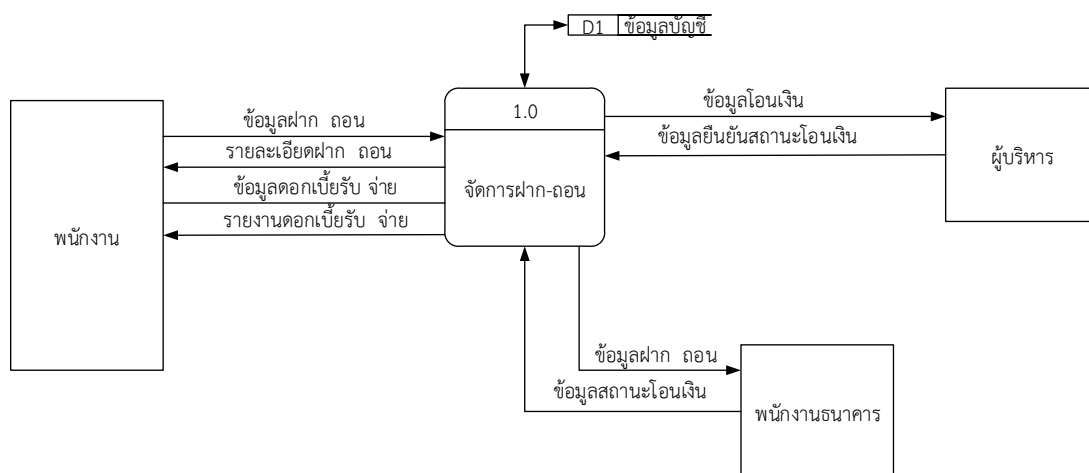 D1 ข้อมูลบัญชี
1.0
จัดการฝาก-ถอน
พนักงาน
ข้อมูลฝาก ถอน
รายละเอียดฝาก ถอน
ข้อมูลดอกเบี้ยรับ จ่าย
รายงานดอกเบี้ยรับ จ่าย
ข้อมูลโอนเงิน
ข้อมูลยืนยันสถานะโอนเงิน
ผู้บริหาร
ข้อมูลฝาก ถอน
ข้อมูลสถานะโอนเงิน
พนักงานธนาคาร